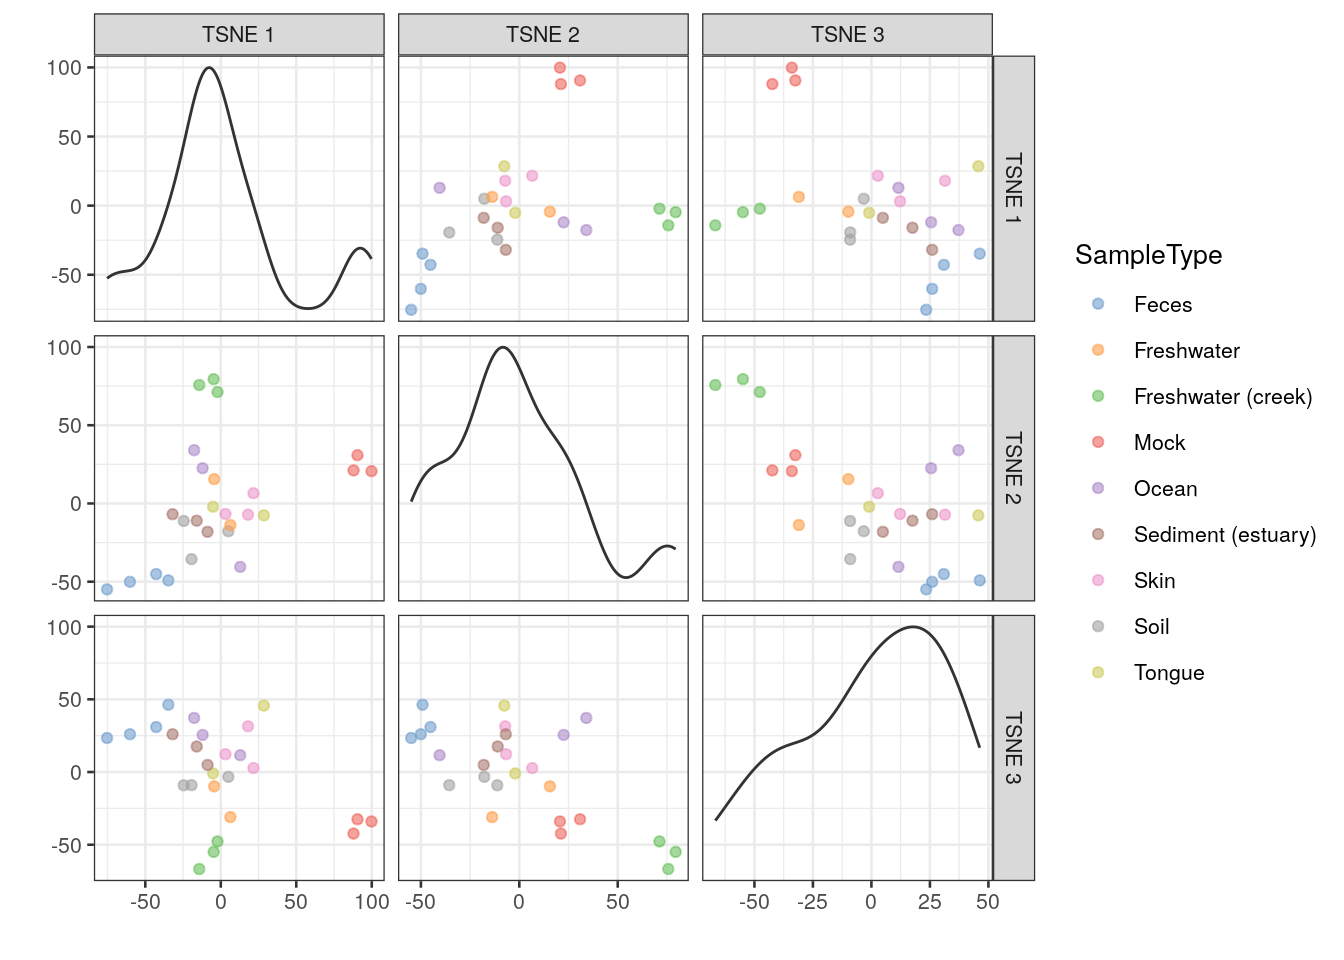 TSNE 1 TSNE 2 TSNE 3
100
50
0
-50
TSNE 1
100
50
0
-50
TSNE 2
100
50
0
-50
TSNE 3
-50 0 50 100 -50 0 50 -50 -25 0 25 50
SampleType
Feces
Freshwater
Freshwater (creek)
Mock
Ocean
Sediment (estuary)
Skin
Soil
Tongue